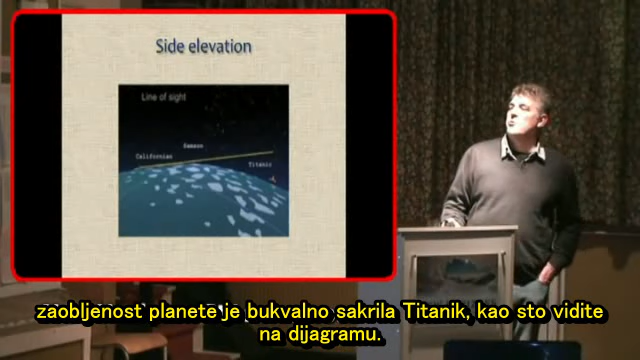 Side elevation
Line of sight
Samson
Californian
Titanic
zaobljenost planete je bukvalno sakrila Titanik, kao sto vidite
na dijagramu.